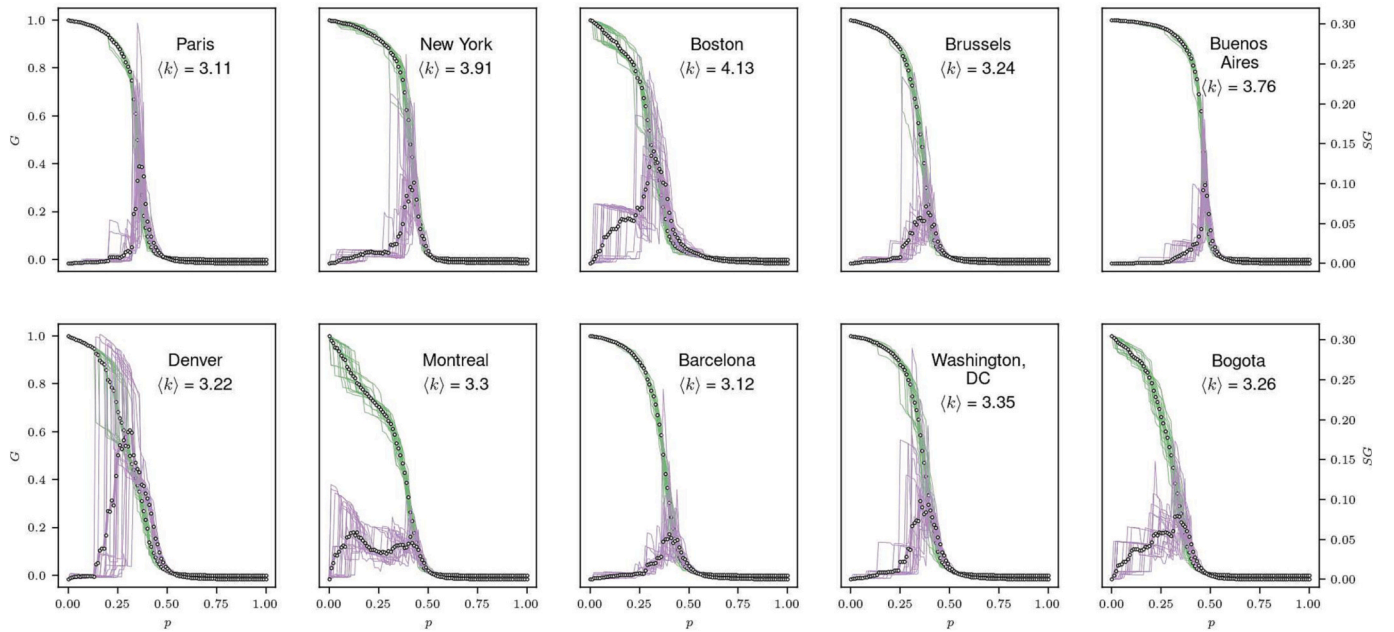 Paris
⟨k⟩ = 3.11
New York
⟨k⟩ = 3.91
Boston
⟨k⟩ = 4.13
Brussels
⟨k⟩ = 3.24
Buenos
Aires
⟨k⟩ = 3.76
1.0
0.8
0.6
0.4
0.2
0.0
G
0.30
0.25
0.20
0.15
0.10
0.05
0.00
SG
Denver
⟨k⟩ = 3.22
Montreal
⟨k⟩ = 3.3
Barcelona
⟨k⟩ = 3.12
Washington,
DC
⟨k⟩ = 3.35
Bogota
⟨k⟩ = 3.26
1.0
0.8
0.6
0.4
0.2
0.0
G
0.30
0.25
0.20
0.15
0.10
0.05
0.00
SG
0.00 0.25 0.50 0.75 1.00 0.00 0.25 0.50 0.75 1.00 0.00 0.25 0.50 0.75 1.00 0.00 0.25 0.50 0.75 1.00 0.00 0.25 0.50 0.75 1.00
p p p p p